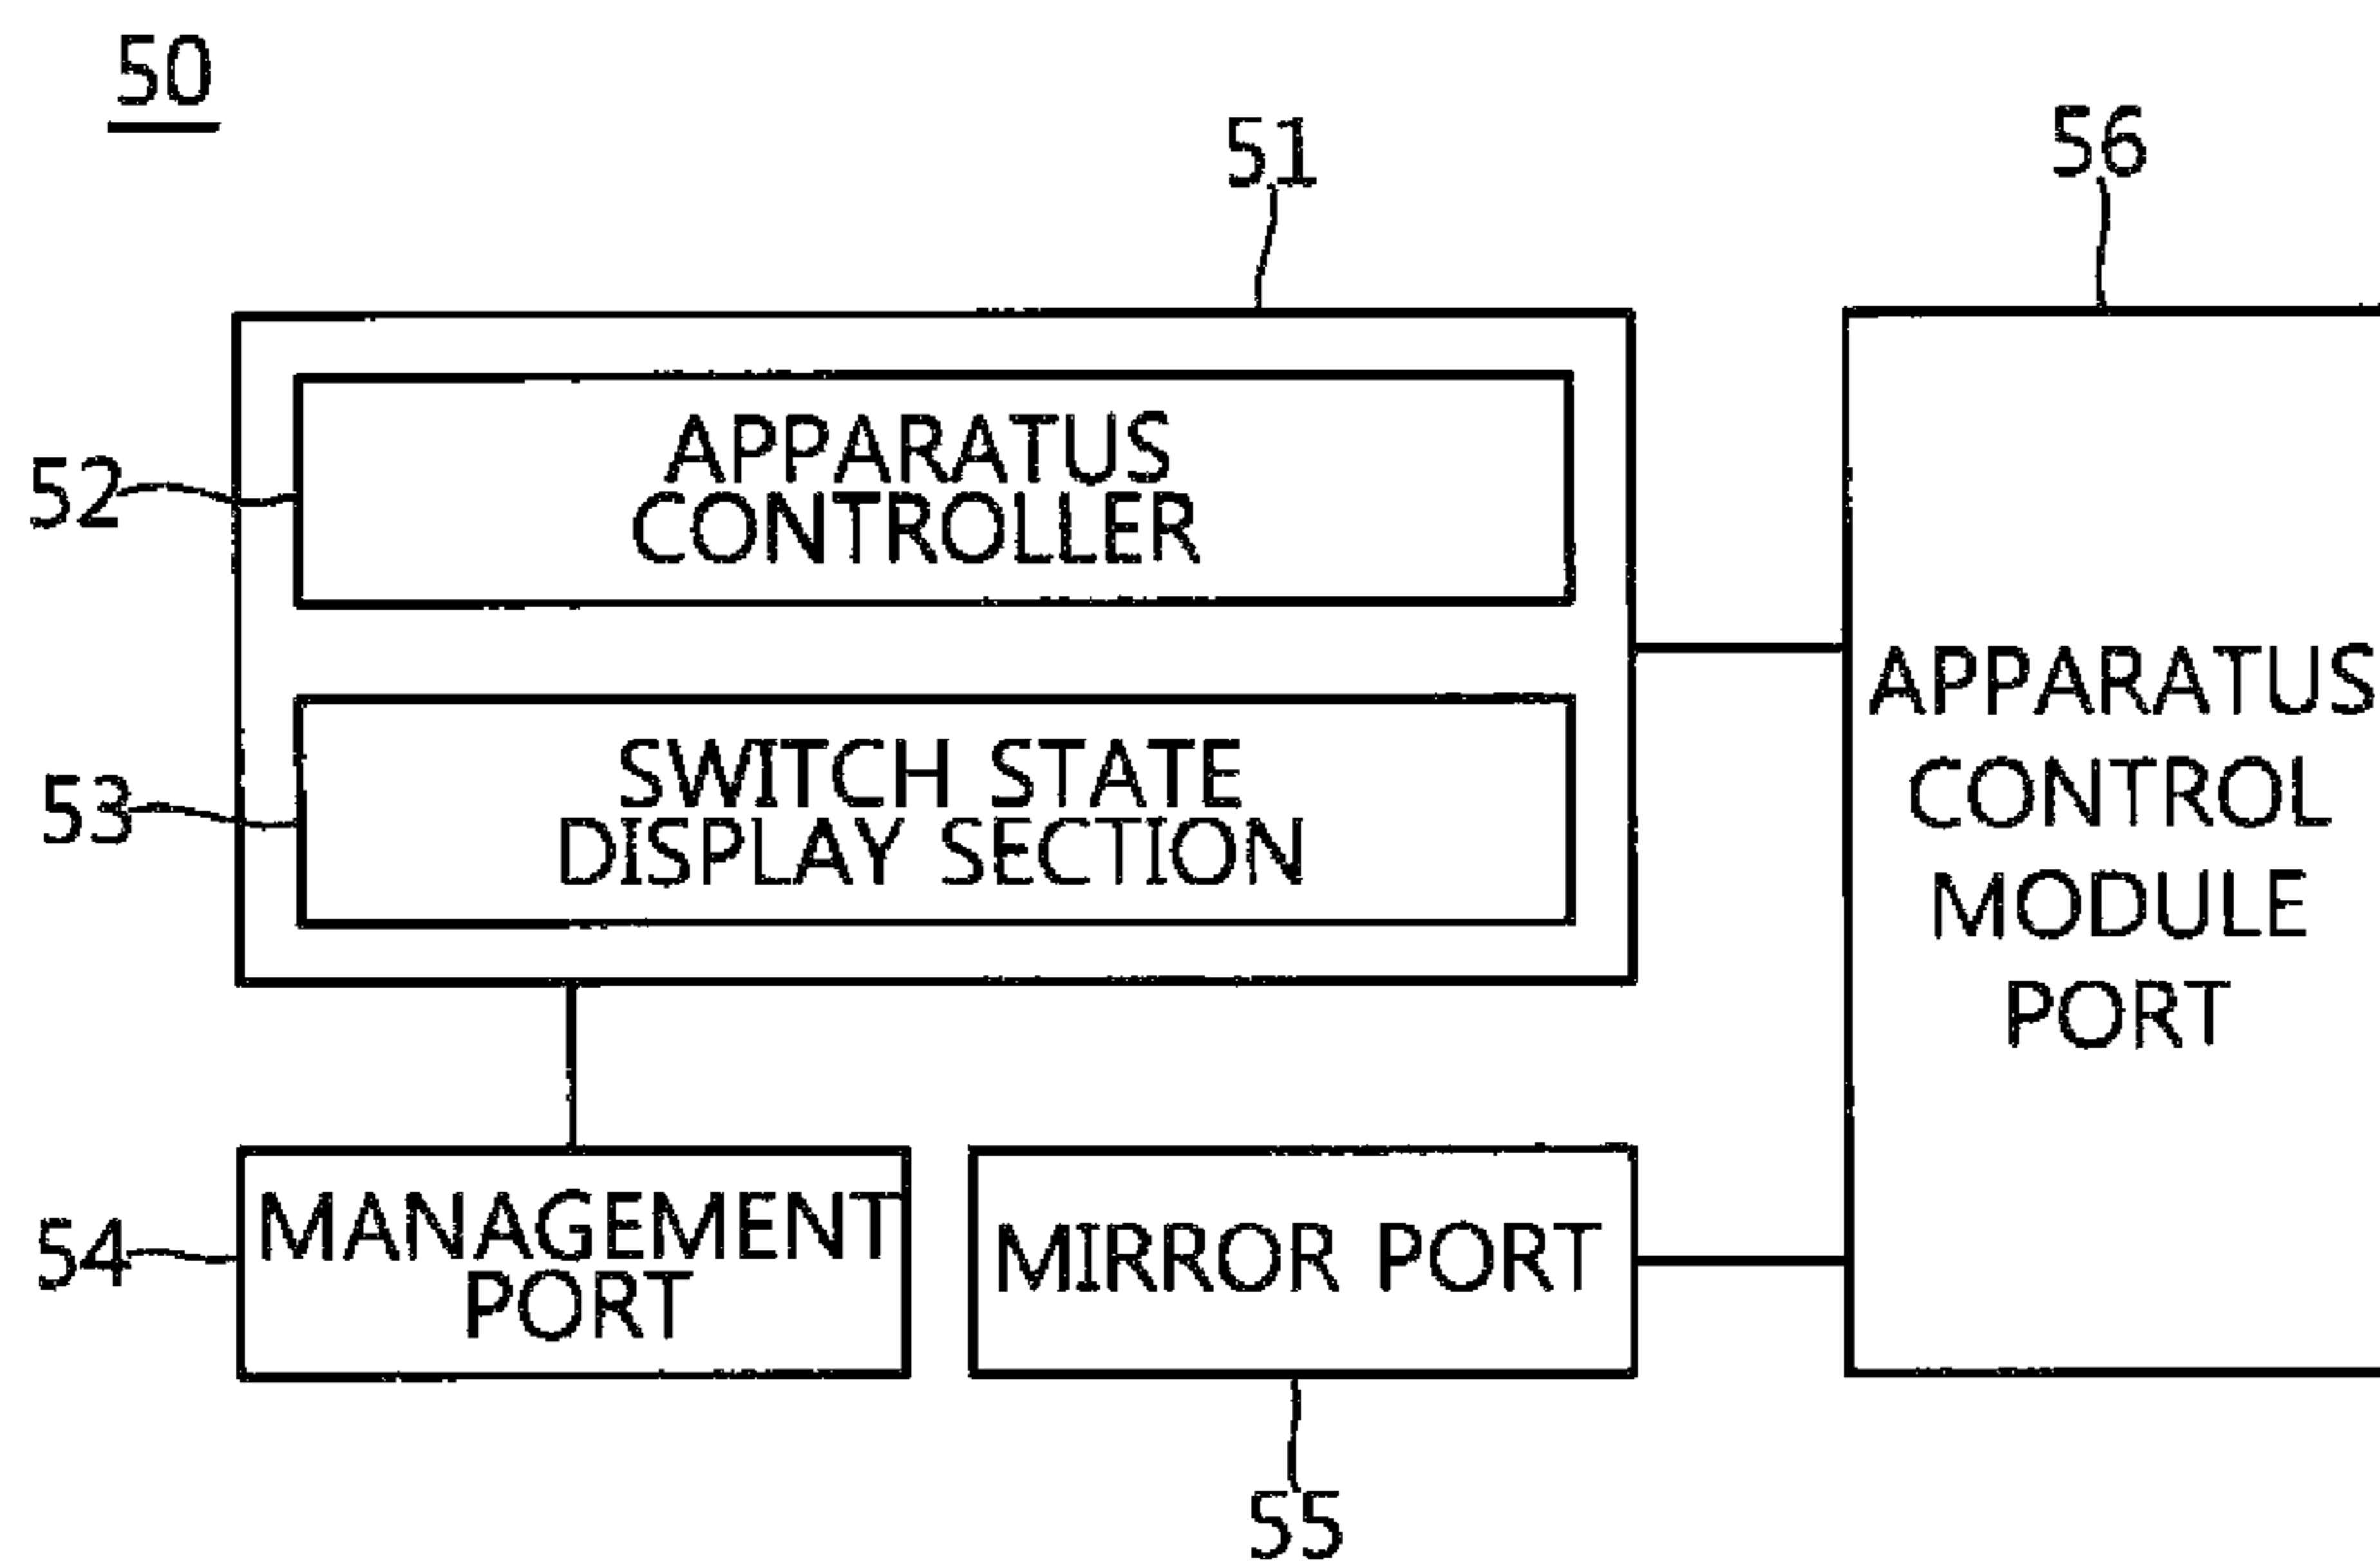 50
51
56
52
APPARATUS
CONTROLLER
53
SWITCH STATE
DISPLAY SECTION
APPARATUS
CONTROL
MODULE
PORT
54
MANAGEMENT
PORT
MIRROR PORT
55